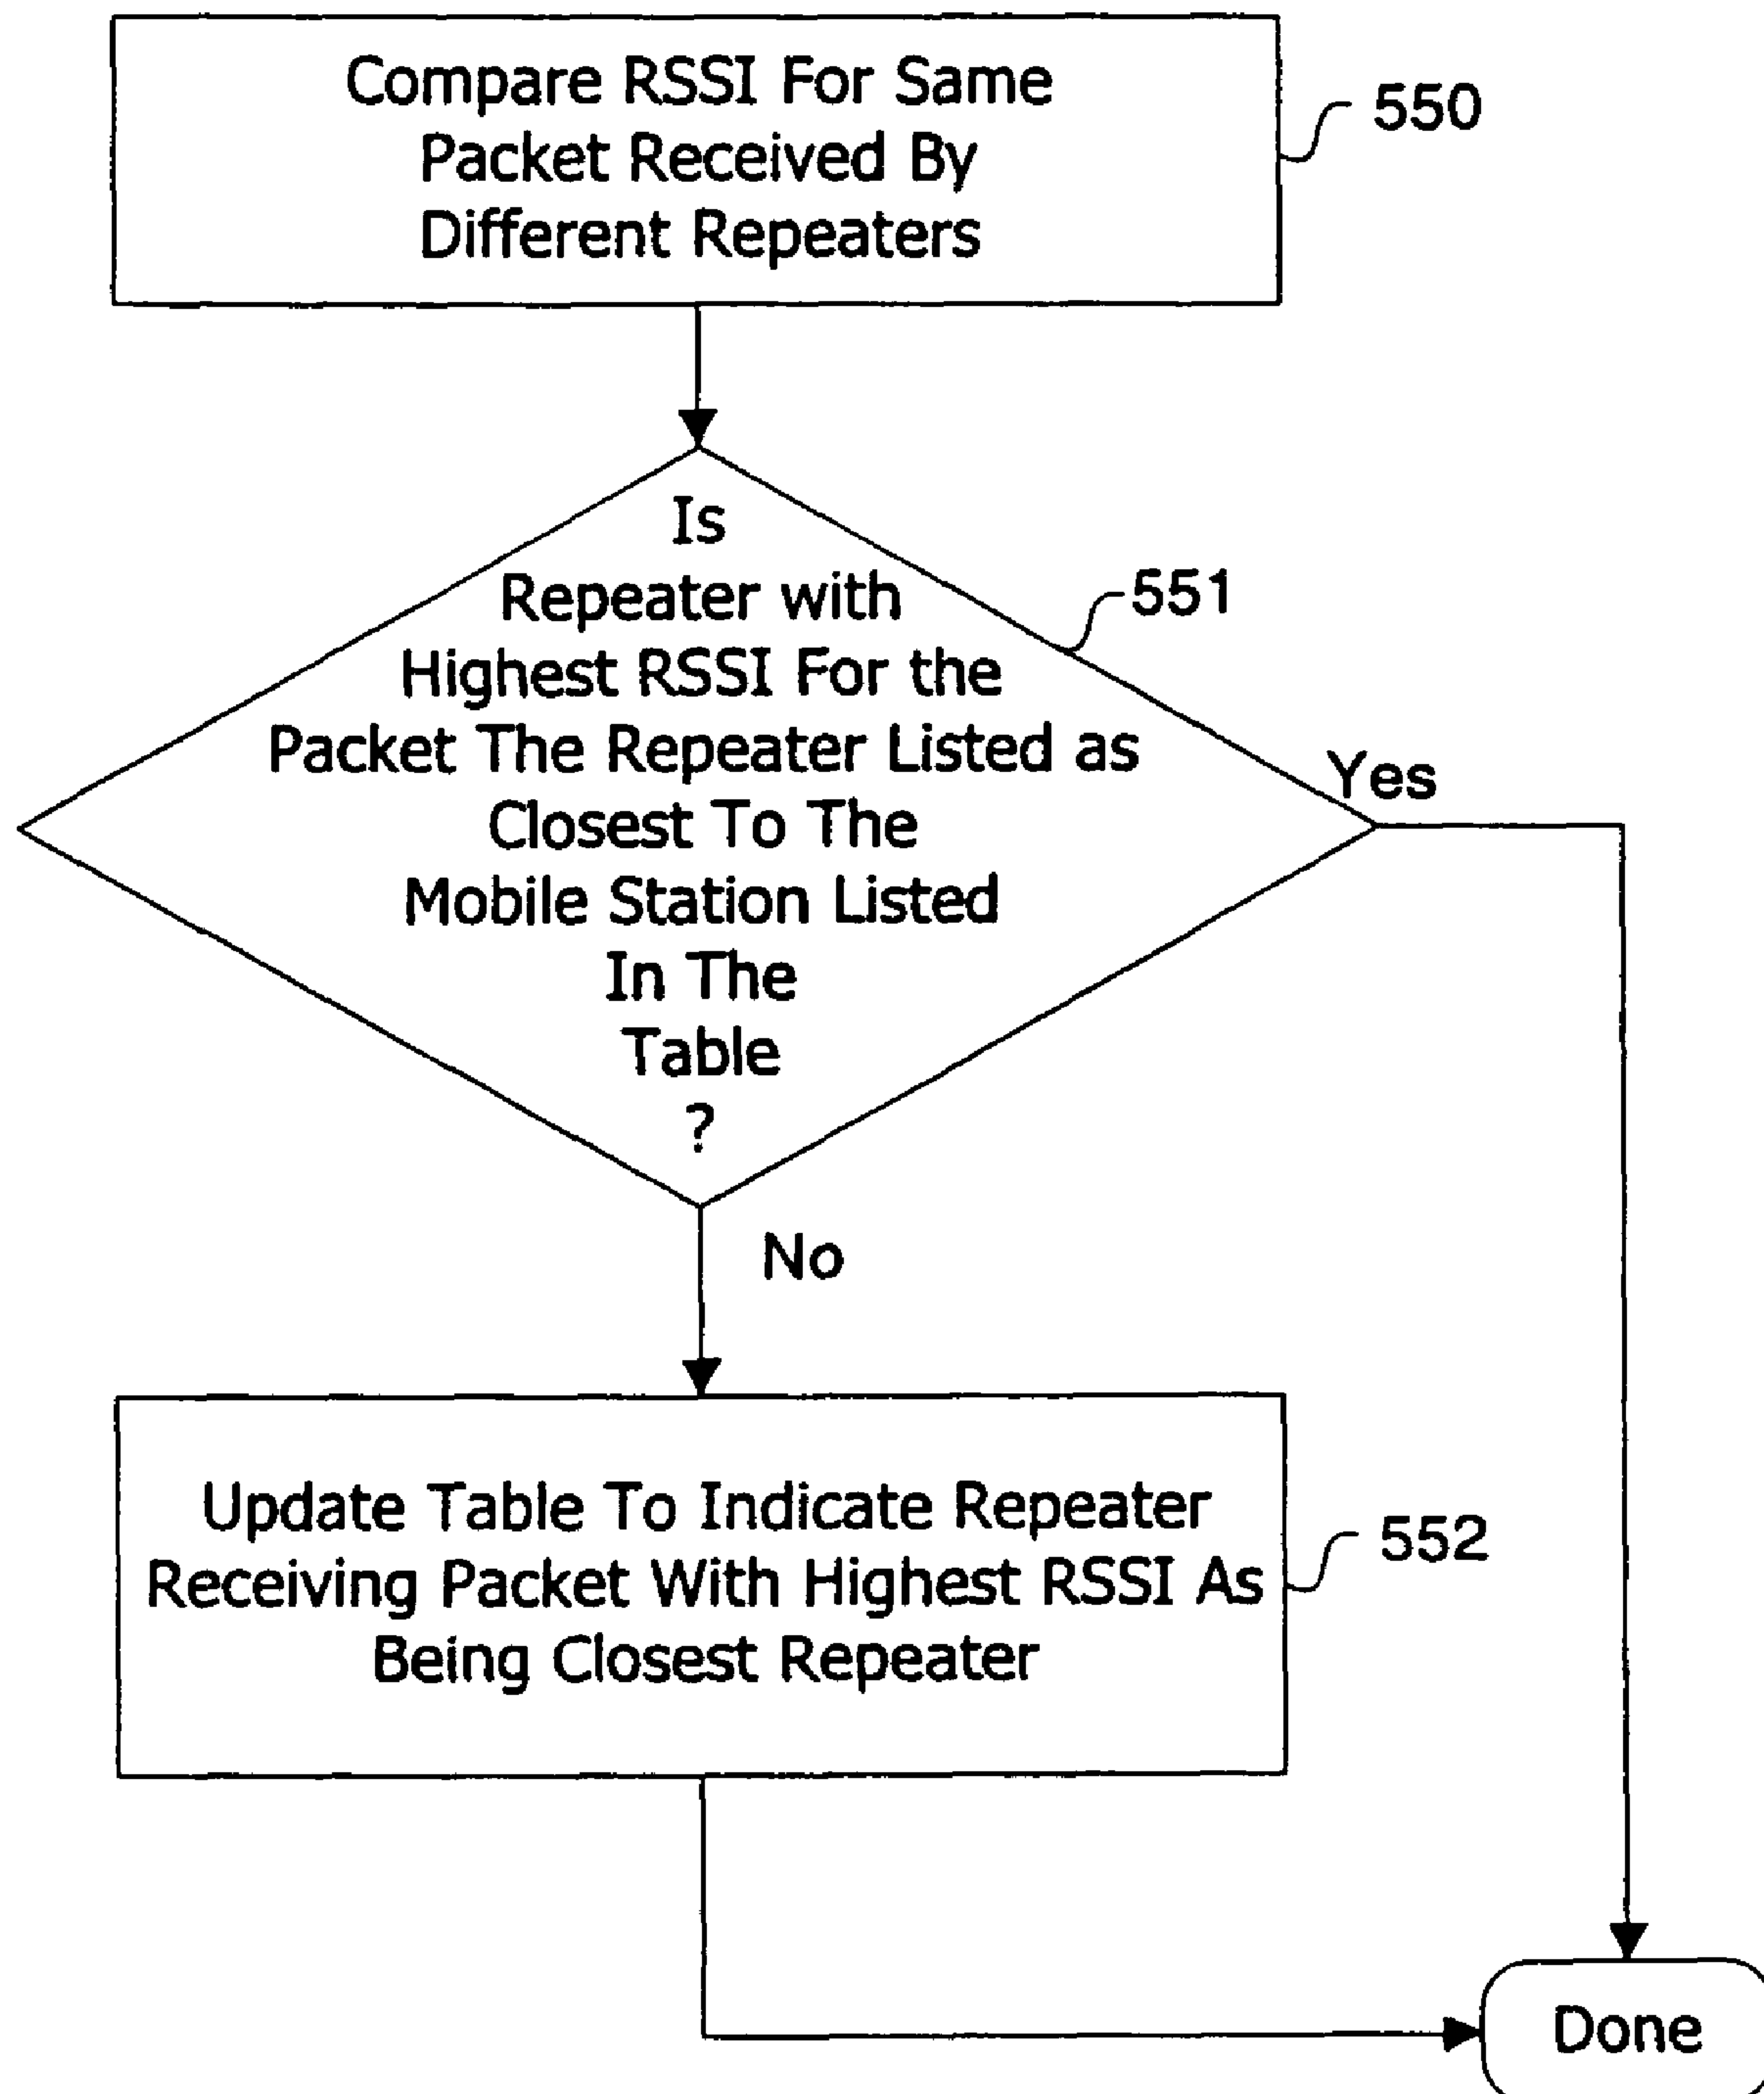 Compare RSSI For Same
Packet Received By
Different Repeaters
550
Is
Repeater with
Highest RSSI For the
Packet The Repeater Listed as
Closest To The
Mobile Station Listed
In The
Table
?
551
Yes
No
Update Table To Indicate Repeater
Receiving Packet With Highest RSSI As
Being Closest Repeater
552
Done